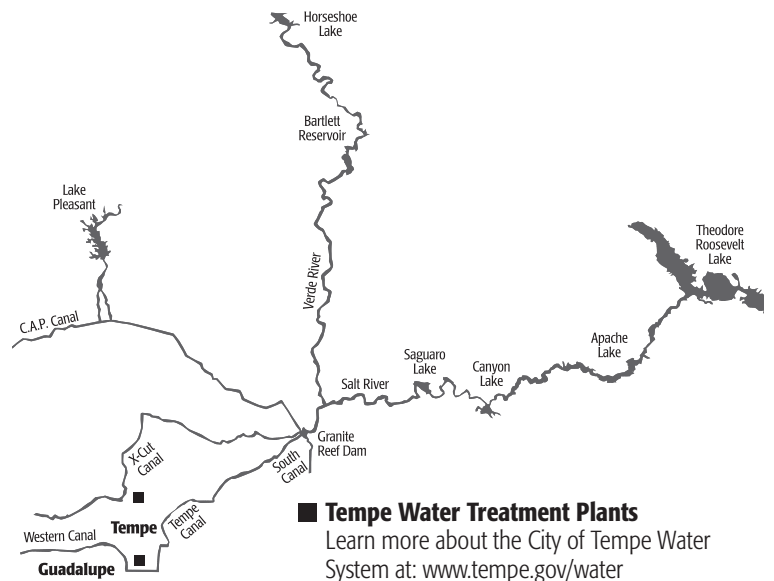 Horseshoe
Lake
Bartlett
Reservoir
Lake
Pleasant
Theodore
Roosevelt
Lake
Verde River
C.A.P. Canal
Apache
Lake
Saguaro
Lake
Canyon
Lake
Salt River
Granite
Reef Dam
X-Cut
Canal
South
Canal
Tempe
Canal
Tempe
Western Canal
Guadalupe
Tempe Water Treatment Plants
Learn more about the City of Tempe Water
System at: www.tempe.gov/water